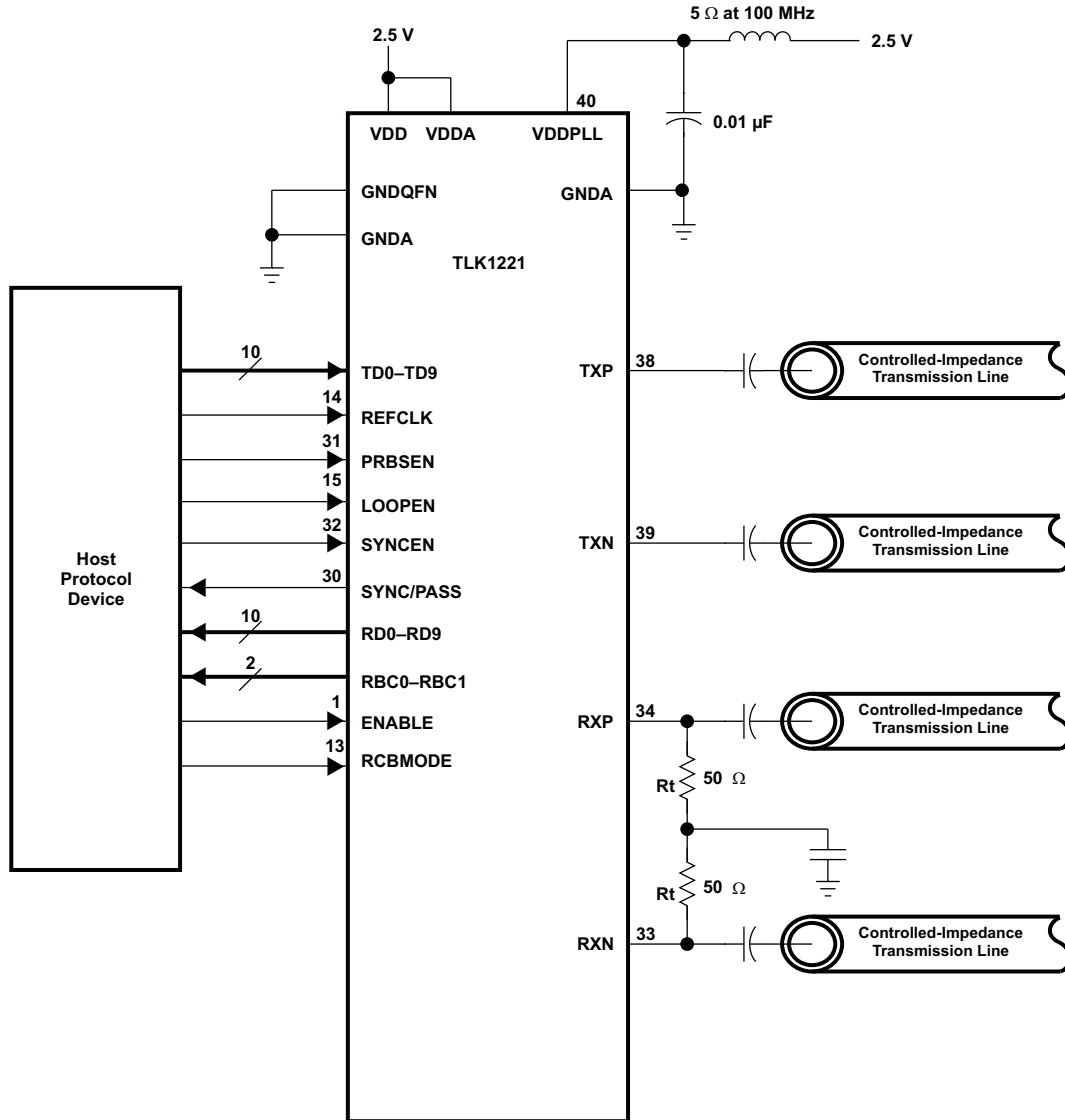 5 Ω at 100 MHz
2.5 V
2.5 V
40
0.01 µF
VDD
VDDA
VDDPLL
GNDQFN
GNDA
GNDA
TLK1221
Host
Protocol
Device
10
TD0–TD9
14
REFCLK
31
PRBSEN
15
LOOPEN
32
SYNCEN
30
SYNC/PASS
10
RD0–RD9
2
RBC0–RBC1
1
ENABLE
13
RCBMODE
TXP
38
Controlled-Impedance
Transmission Line
TXN
39
Controlled-Impedance
Transmission Line
RXP
34
Controlled-Impedance
Transmission Line
Rt
50 Ω
Rt
50 Ω
RXN
33
Controlled-Impedance
Transmission Line